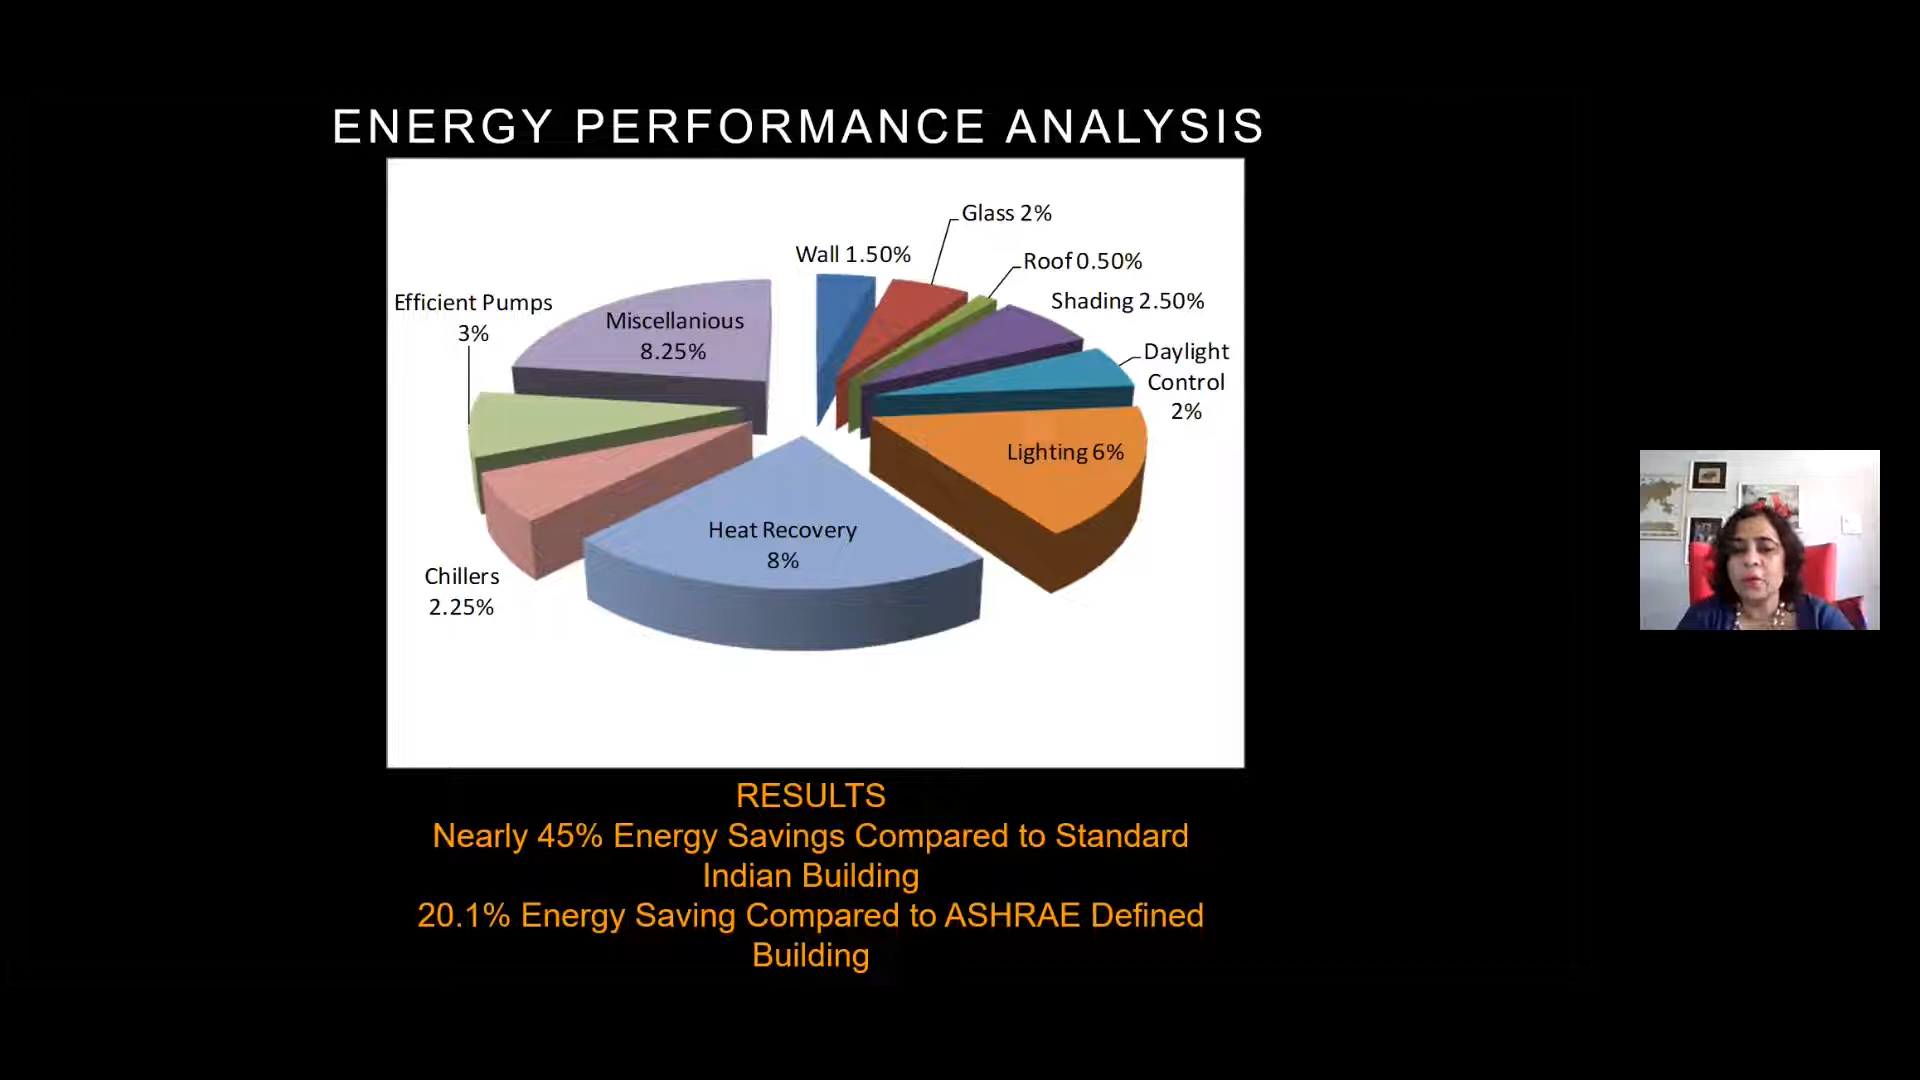 ENERGY PERFORMANCE ANALYSIS
Glass 2%
Wall 1.50%
Roof 0.50%
Shading 2.50%
Efficient Pumps
3%
Miscellanious
8.25%
Daylight
Control
2%
Lighting 6%
Heat Recovery
8%
Chillers
2.25%
RESULTS
Nearly 45% Energy Savings Compared to Standard
Indian Building
20.1% Energy Saving Compared to ASHRAE Defined
Building